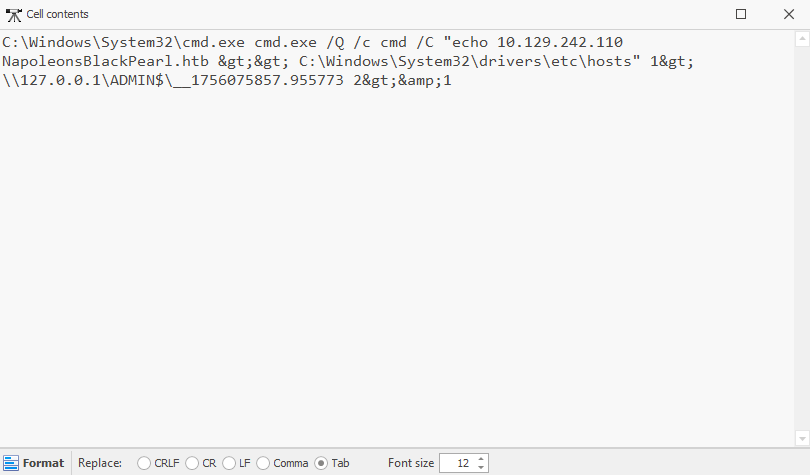 Cell contents
C:\Windows\System32\cmd.exe cmd.exe /Q /c cmd /C "echo 10.129.242.110
NapoleonsBlackPearl.htb &gt;&gt; C:\Windows\System32\drivers\etc\hosts" 1&gt;
\\127.0.0.1\ADMIN$\__1756075857.955773 2&gt;&amp;1
Format Replace: CRLF CR LF Comma Tab Font size 12